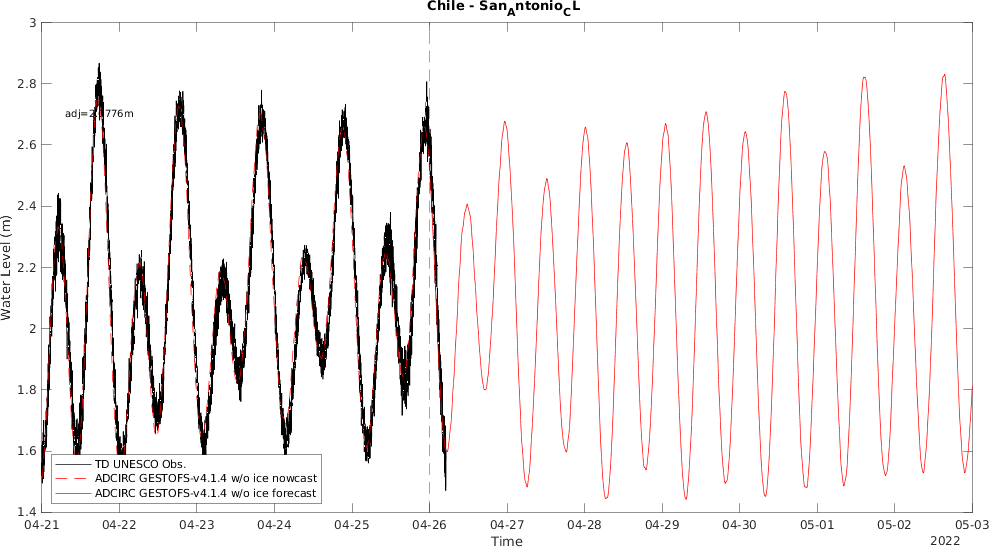 Chile - SanAntonioCL
3
2.8
2.6
2.4
2.2
2
1.8
1.6
1.4
Water Level (m)
TD UNESCO Obs.
ADCIRC GESTOFS-v4.1.4 w/o ice nowcast
ADCIRC GESTOFS-v4.1.4 w/o ice forecast
04-21 04-22 04-23 04-24 04-25 04-26 04-27 04-28 04-29 04-30 05-01 05-02 05-03
Time
2022